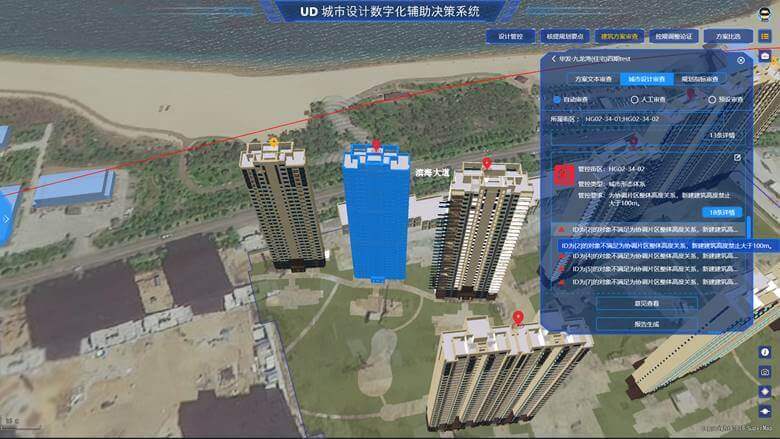 UD 城市设计数字化辅助决策系统
设计管控
核提规划要点
建筑方案审查
控规调整论证
方案比选
华发·九龙湾(住宅)四期test
方案文本审查
城市设计审查
规划指标审查
自动审查
人工审查
预设审查
所属街区： HG02-34-01;HG02-34-02
13条详情
管控街区： HG02-34-02
管控类型： 城市形态体系
管控要求： 为协调片区整体高度关系，新建建筑高度禁止
大于100m。
18条详情
ID为[2]的对象不满足为协调片区整体高度关系，新建建筑高...
ID为[2]的对象不满足为协调片区整体高度关系，新建建筑高度禁止大于100m。
ID为[4]的对象不满足为协调片区整体高度关系，新建建筑高...
ID为[5]的对象不满足为协调片区整体高度关系，新建建筑高...
ID为[7]的对象不满足为协调片区整体高度关系，新建建筑高...
意见查看
报告生成
滨海大道